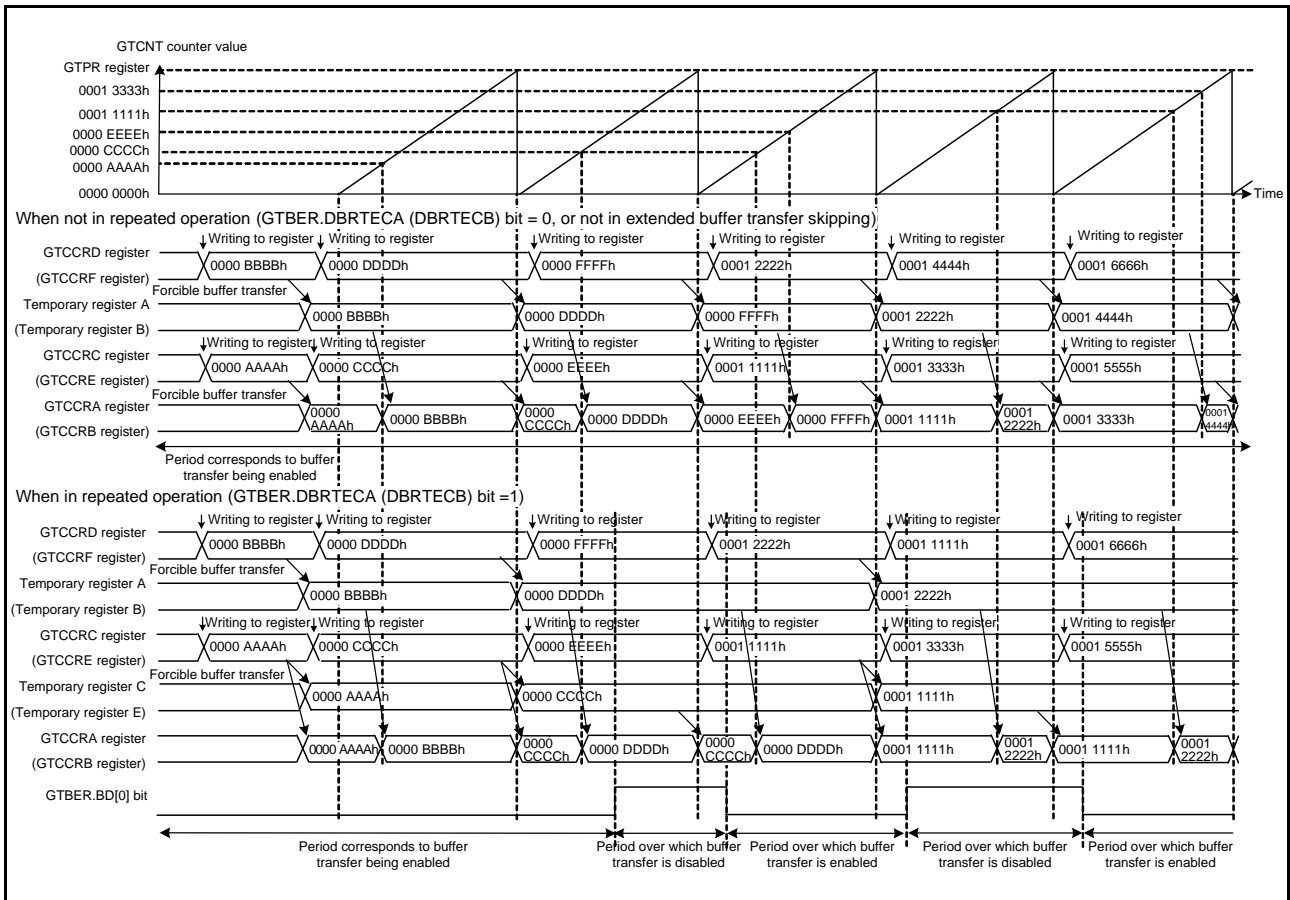 GTCNT counter value
GTPR register
0001 3333h
0001 1111h
0000 EEEEh
0000 CCCCh
0000 AAAAh
0000 0000h
Time
When not in repeated operation (GTBER.DBRTECA (DBRTECB) bit = 0, or not in extended buffer transfer skipping)
Writing to register Writing to register Writing to register Writing to register Writing to register Writing to register
GTCCRD register
(GTCCRF register)
0000 BBBBh 0000 DDDDh 0000 FFFFh 0001 2222h 0001 4444h 0001 6666h
Forcible buffer transfer
Temporary register A
(Temporary register B)
0000 BBBBh 0000 DDDDh 0000 FFFFh 0001 2222h 0001 4444h
Writing to register Writing to register Writing to register Writing to register Writing to register Writing to register
GTCCRC register
(GTCCRE register)
0000 AAAAh 0000 CCCCh 0000 EEEEh 0001 1111h 0001 3333h 0001 5555h
Forcible buffer transfer
GTCCRA register
(GTCCRB register)
0000 AAAAh 0000 BBBBh 0000 CCCCh 0000 DDDDh 0000 EEEEh 0000 FFFFh 0001 1111h 0001 2222h 0001 3333h 0001 4444h
Period corresponds to buffer
transfer being enabled
When in repeated operation (GTBER.DBRTECA (DBRTECB) bit =1)
Writing to register Writing to register Writing to register Writing to register Writing to register Writing to register
GTCCRD register
(GTCCRF register)
0000 BBBBh 0000 DDDDh 0000 FFFFh 0001 2222h 0001 1111h 0001 6666h
Forcible buffer transfer
Temporary register A
(Temporary register B)
0000 BBBBh 0000 DDDDh 0001 2222h
Writing to register Writing to register Writing to register Writing to register Writing to register Writing to register
GTCCRC register
(GTCCRE register)
0000 AAAAh 0000 CCCCh 0000 EEEEh 0001 1111h 0001 3333h 0001 5555h
Forcible buffer transfer
Temporary register C
(Temporary register E)
0000 AAAAh 0000 CCCCh 0001 1111h
GTCCRA register
(GTCCRB register)
0000 AAAAh 0000 BBBBh 0000 CCCCh 0000 DDDDh 0000 CCCCh 0000 DDDDh 0001 1111h 0001 2222h 0001 1111h 0001 2222h
GTBER.BD[0] bit
Period corresponds to buffer
transfer being enabled
Period over which buffer
transfer is disabled
Period over which buffer
transfer is enabled
Period over which buffer
transfer is disabled
Period over which buffer
transfer is enabled